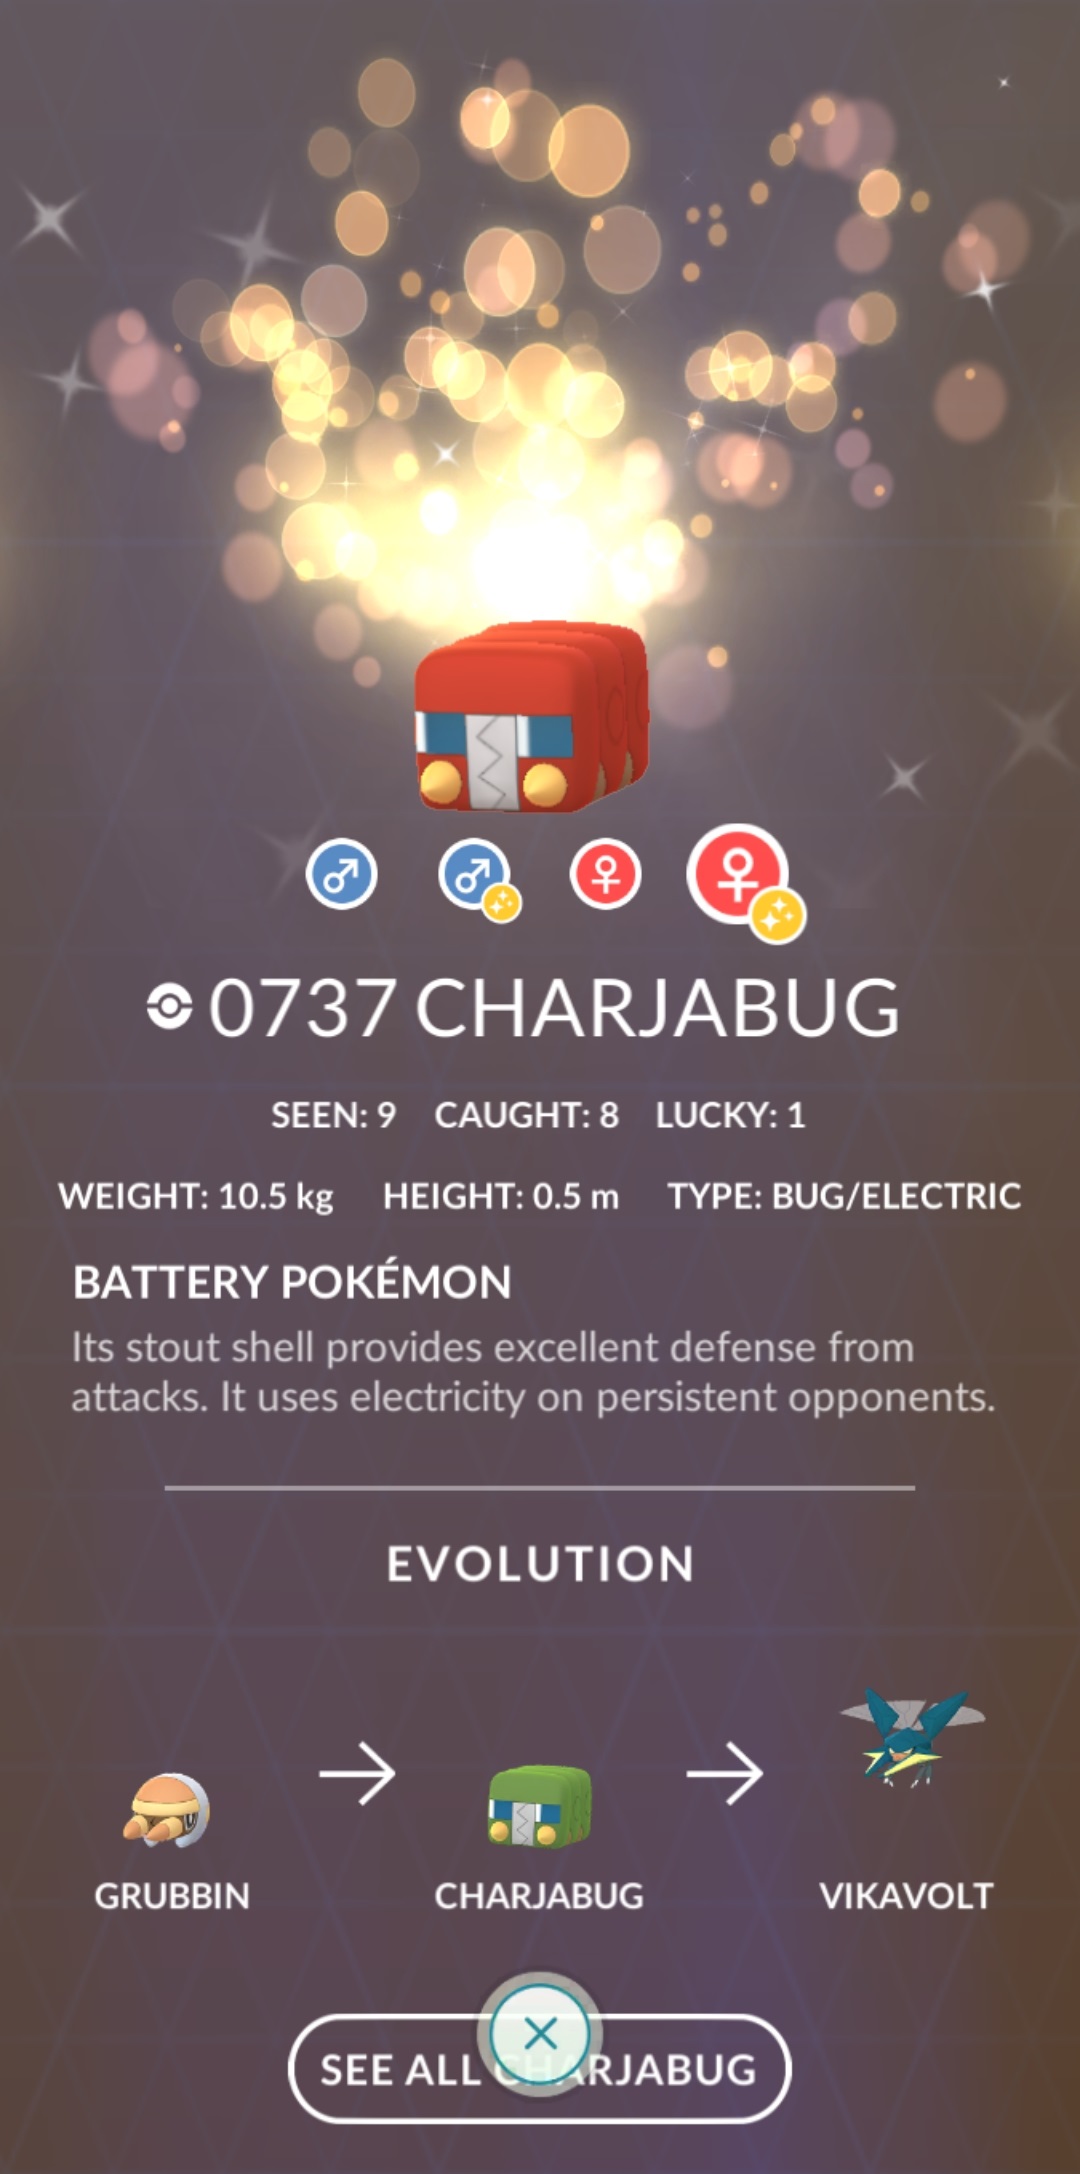 0737 CHARJABUG
SEEN: 9 CAUGHT: 8 LUCKY: 1
WEIGHT: 10.5 kg HEIGHT: 0.5 m TYPE: BUG/ELECTRIC
BATTERY POKÉMON
Its stout shell provides excellent defense from
attacks. It uses electricity on persistent opponents.
EVOLUTION
GRUBBIN CHARJABUG VIKAVOLT
SEE ALL CHARJABUG